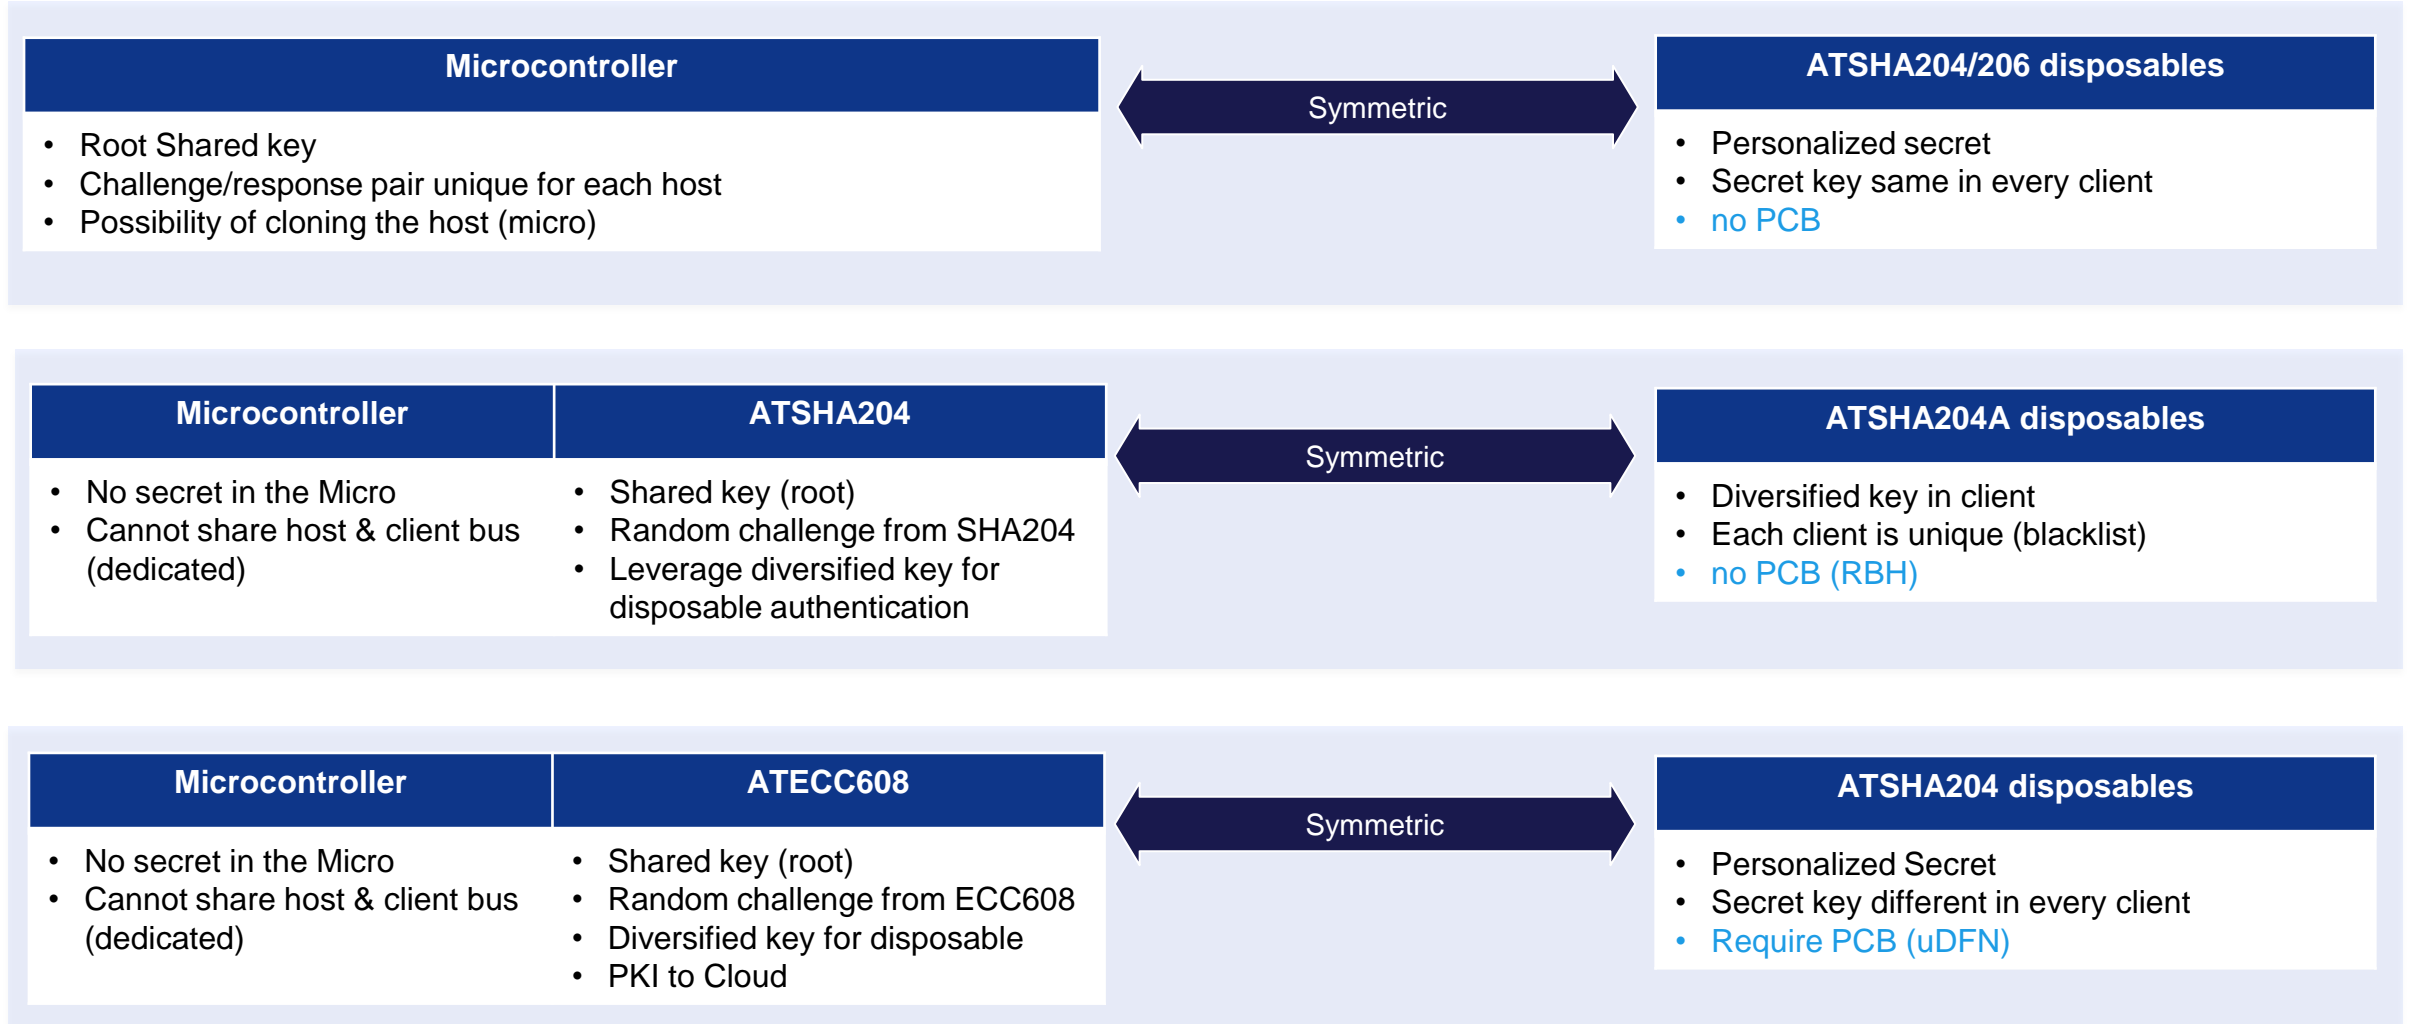 Microcontroller
• Root Shared key
• Challenge/response pair unique for each host
• Possibility of cloning the host (micro)
Symmetric
ATSHA204/206 disposables
• Personalized secret
• Secret key same in every client
• no PCB
Microcontroller
• No secret in the Micro
• Cannot share host & client bus
(dedicated)
ATSHA204
• Shared key (root)
• Random challenge from SHA204
• Leverage diversified key for
disposable authentication
Symmetric
ATSHA204A disposables
• Diversified key in client
• Each client is unique (blacklist)
• no PCB (RBH)
Microcontroller
• No secret in the Micro
• Cannot share host & client bus
(dedicated)
ATECC608
• Shared key (root)
• Random challenge from ECC608
• Diversified key for disposable
• PKI to Cloud
Symmetric
ATSHA204 disposables
• Personalized Secret
• Secret key different in every client
• Require PCB (uDFN)